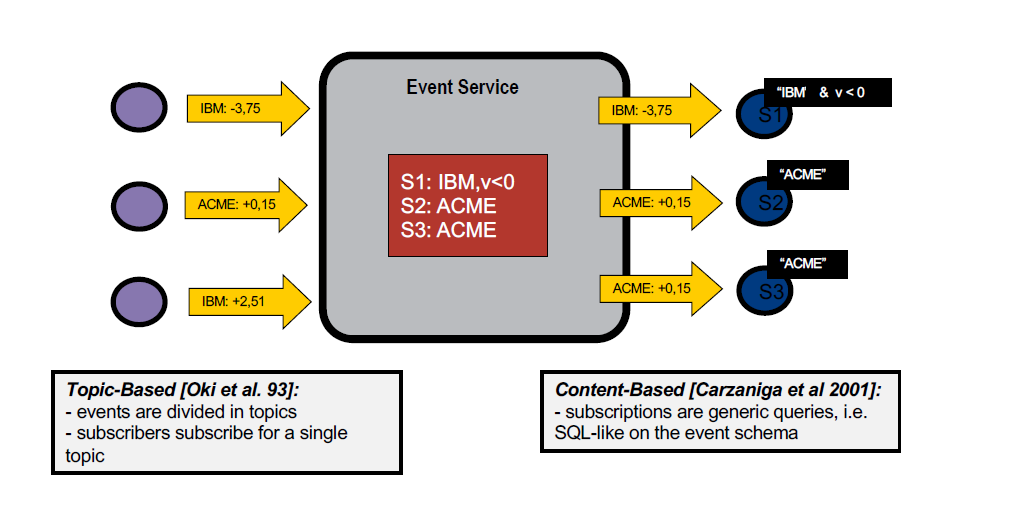 Event Service
IBM: -3,75
IBM: -3,75
"IBM" & v < 0
S1
S1: IBM,v<0
S2: ACME
S3: ACME
ACME: +0,15
ACME: +0,15
“ACME”
S2
IBM: +2,51
ACME: +0,15
“ACME”
S3
Topic-Based [Oki et al. 93]:
- events are divided in topics
- subscribers subscribe for a single
topic
Content-Based [Carzaniga et al 2001]:
- subscriptions are generic queries, i.e.
SQL-like on the event schema